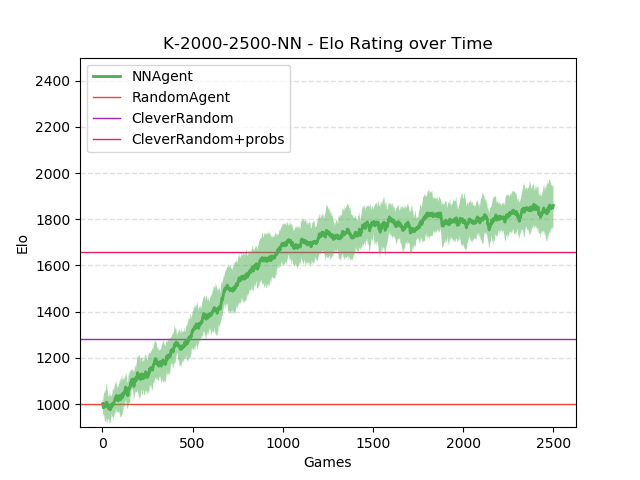 K-2000-2500-NN - Elo Rating over Time
NNAgent
RandomAgent
CleverRandom
CleverRandom+probs
Elo
2400
2200
2000
1800
1600
1400
1200
1000
0 500 1000 1500 2000 2500
Games